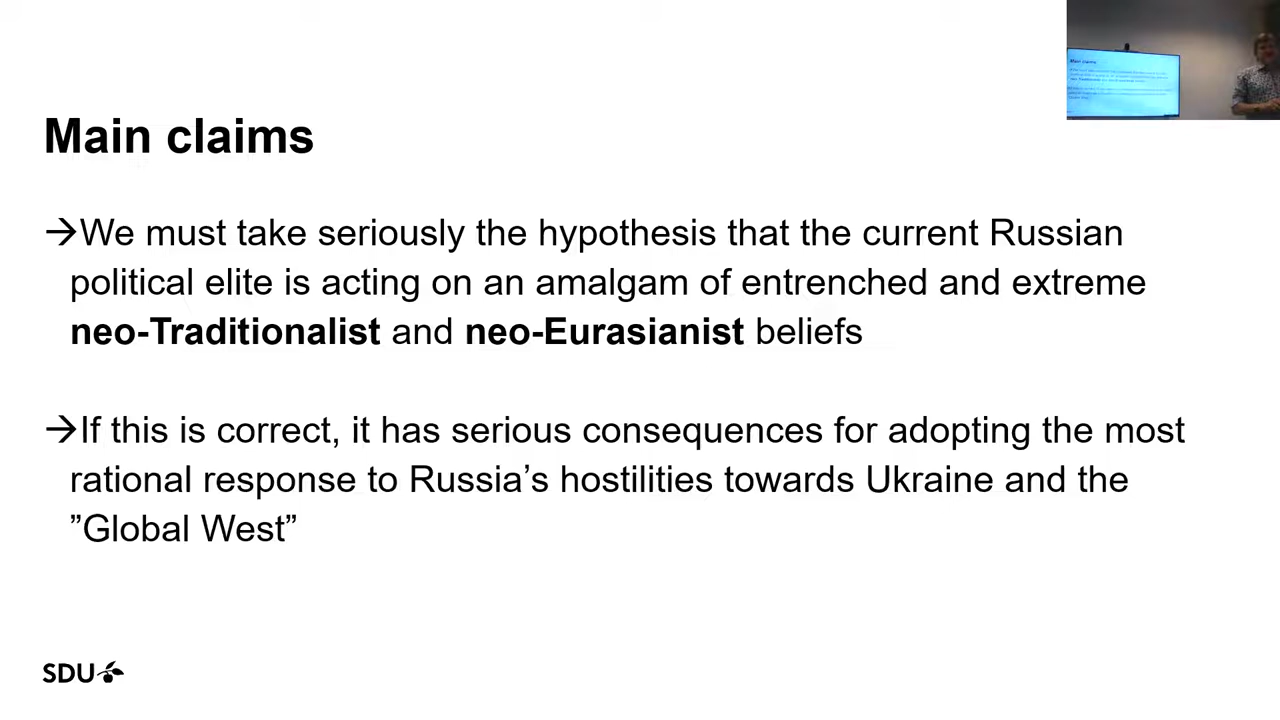 Main claims
→We must take seriously the hypothesis that the current Russian
political elite is acting on an amalgam of entrenched and extreme
neo-Traditionalist and neo-Eurasianist beliefs
→If this is correct, it has serious consequences for adopting the most
rational response to Russia’s hostilities towards Ukraine and the
”Global West”
SDU
Main claims